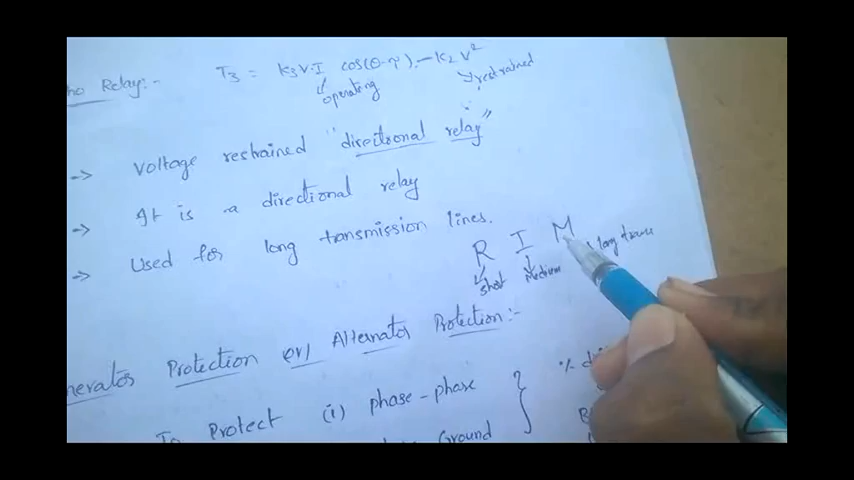 ho Relay:- T3 = K3 V.I cos(θ-τ).-K2 V²
operating restrained
-> Voltage restrained "directional relay"
-> It is a directional relay
-> Used for long transmission lines.
R I M
short Medium long trans
nerator Protection (or) Alternator Protection:-
To Protect (i) phase-phase }
Ground